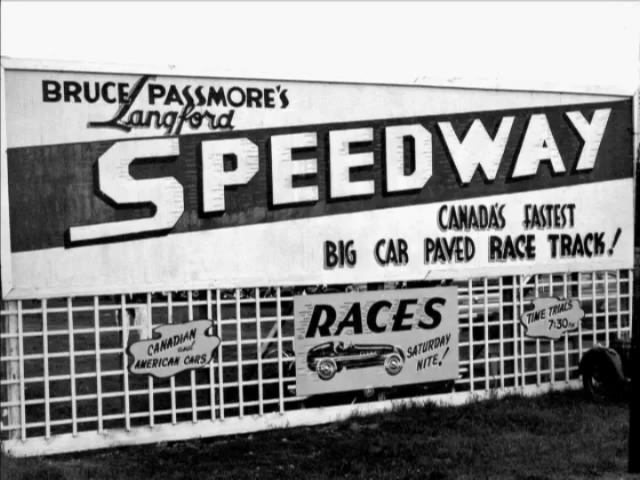 BRUCE PASSMORE'S
Langford
SPEEDWAY
CANADA'S FASTEST
BIG CAR PAVED RACE TRACK!
CANADIAN
and
AMERICAN CARS
RACES
SATURDAY
NITE!
TIME TRIALS
7:30